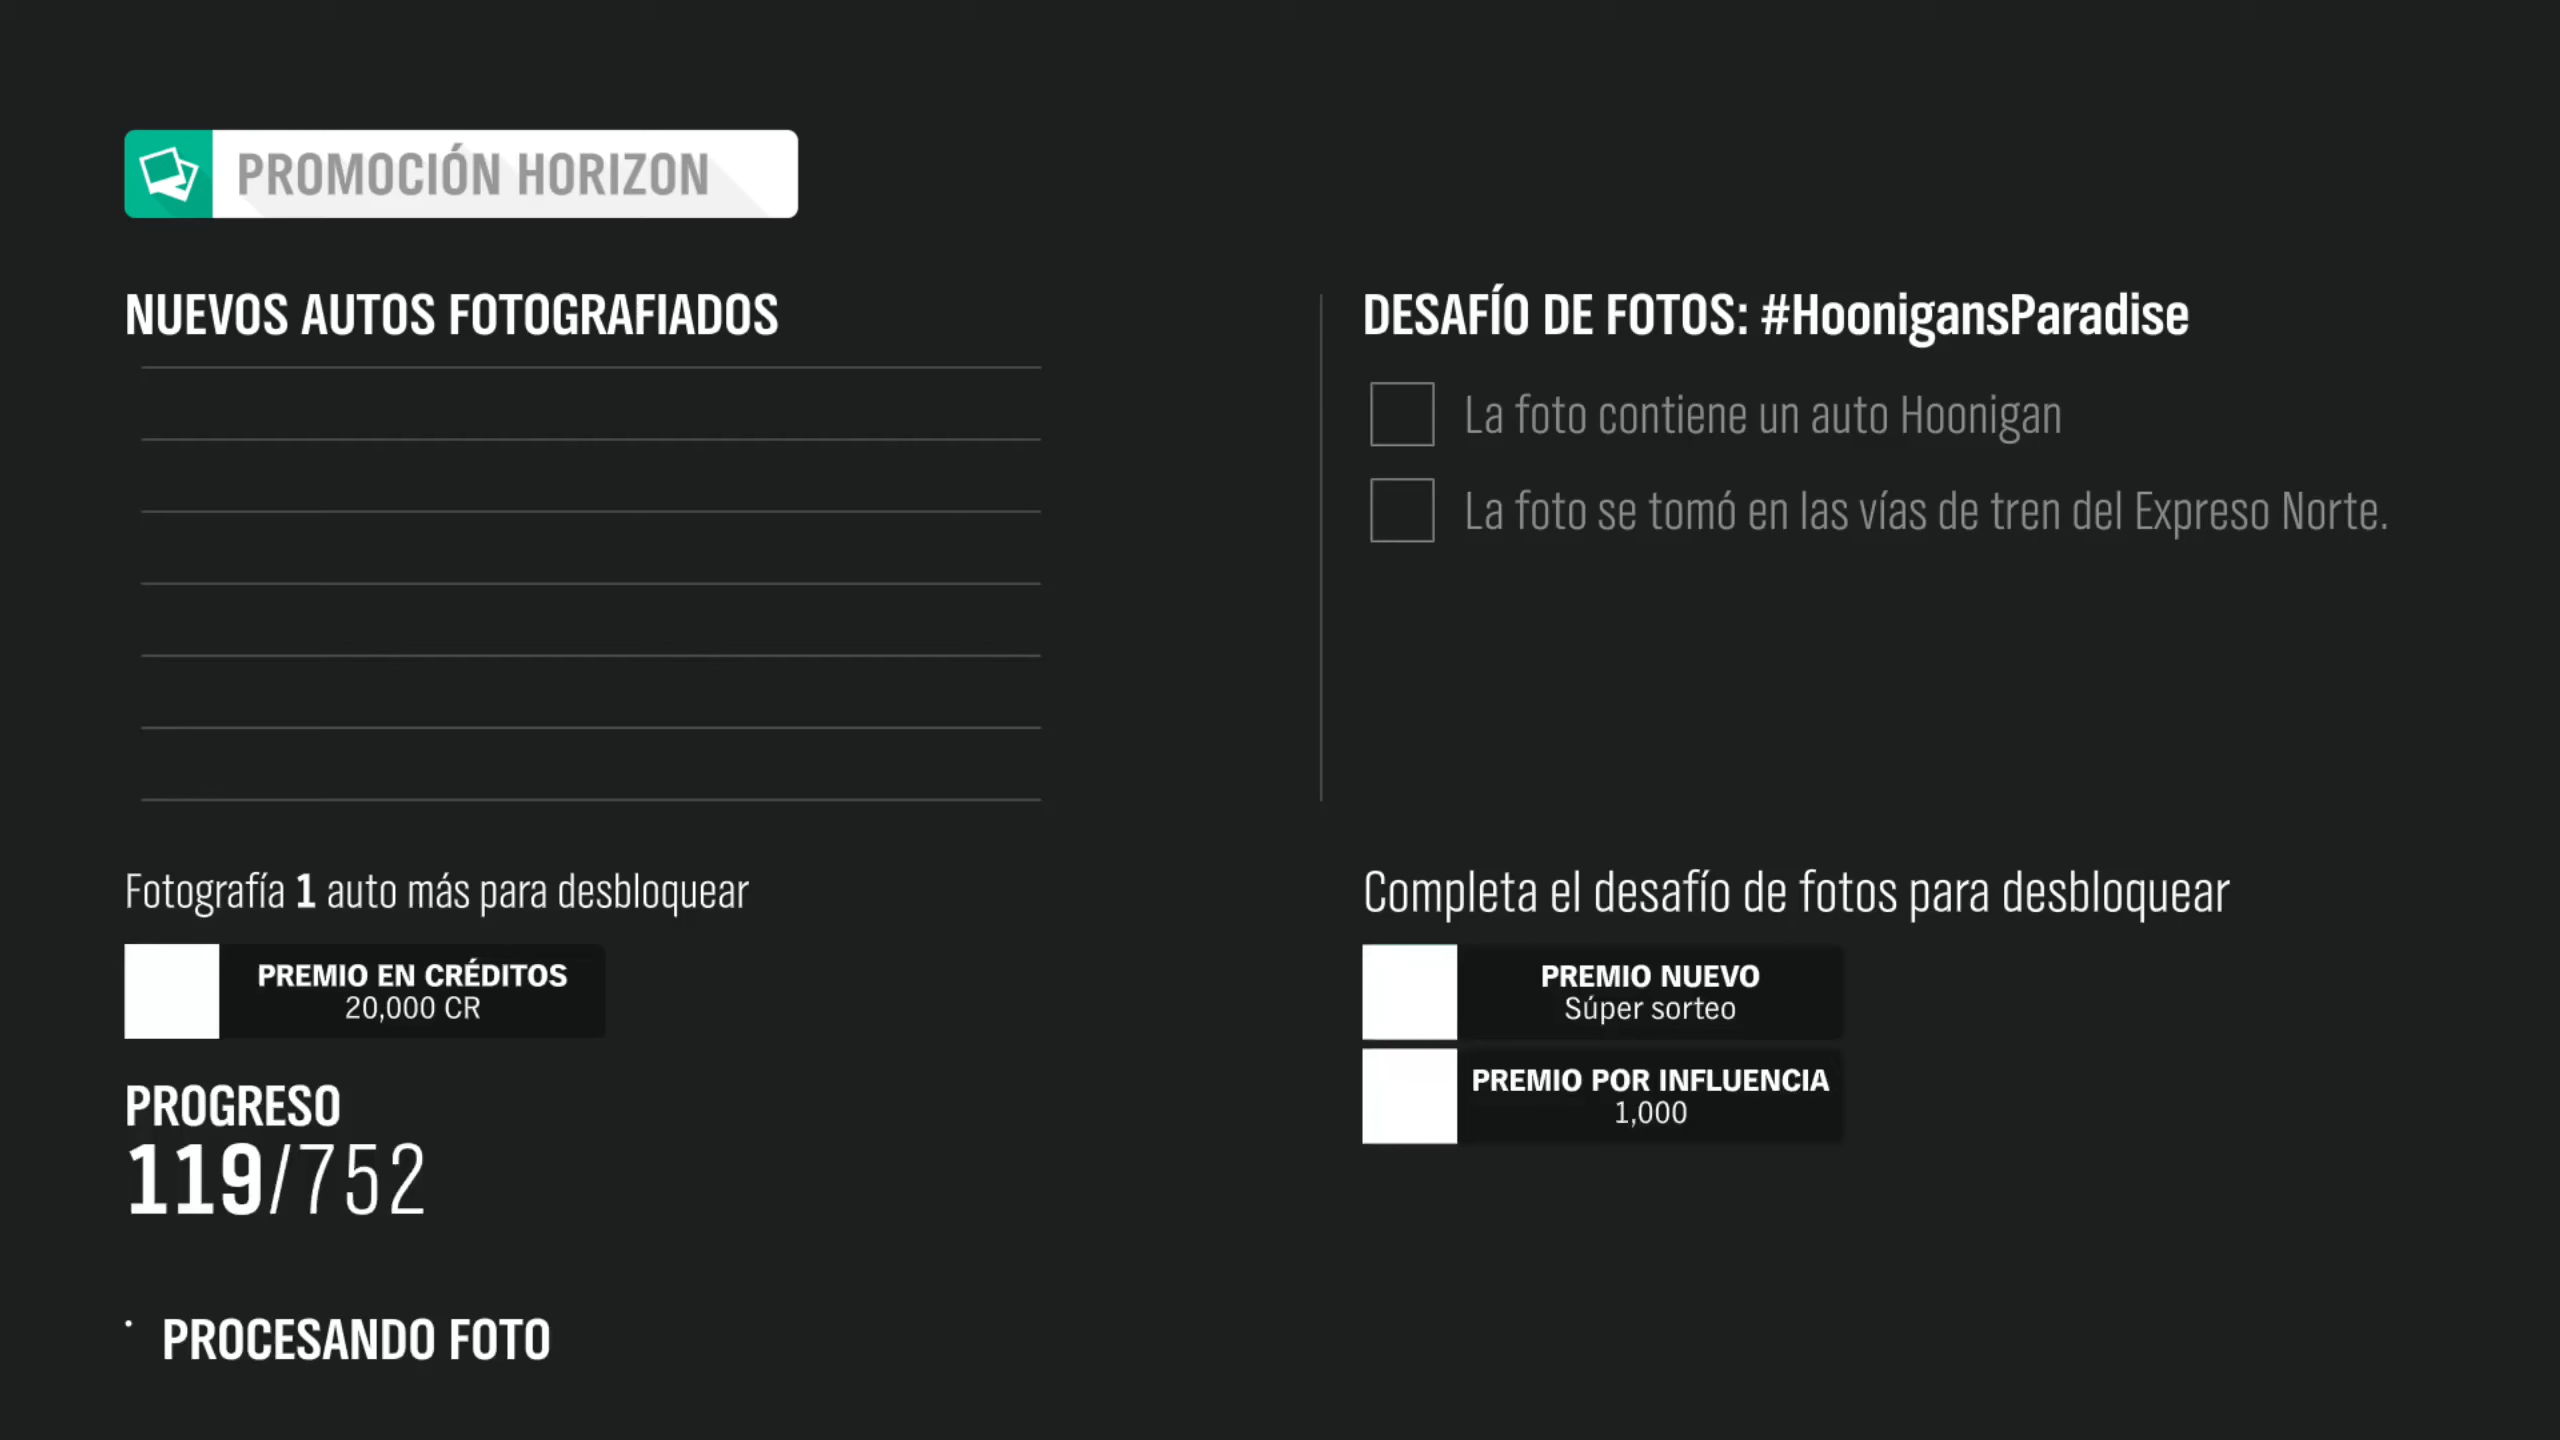 PROMOCIÓN HORIZON
NUEVOS AUTOS FOTOGRAFIADOS
Fotografía 1 auto más para desbloquear
PREMIO EN CRÉDITOS
20,000 CR
PROGRESO
119/752
PROCESANDO FOTO
DESAFÍO DE FOTOS: #HoonigansParadise
La foto contiene un auto Hoonigan
La foto se tomó en las vías de tren del Expreso Norte.
Completa el desafío de fotos para desbloquear
PREMIO NUEVO
Súper sorteo
PREMIO POR INFLUENCIA
1,000